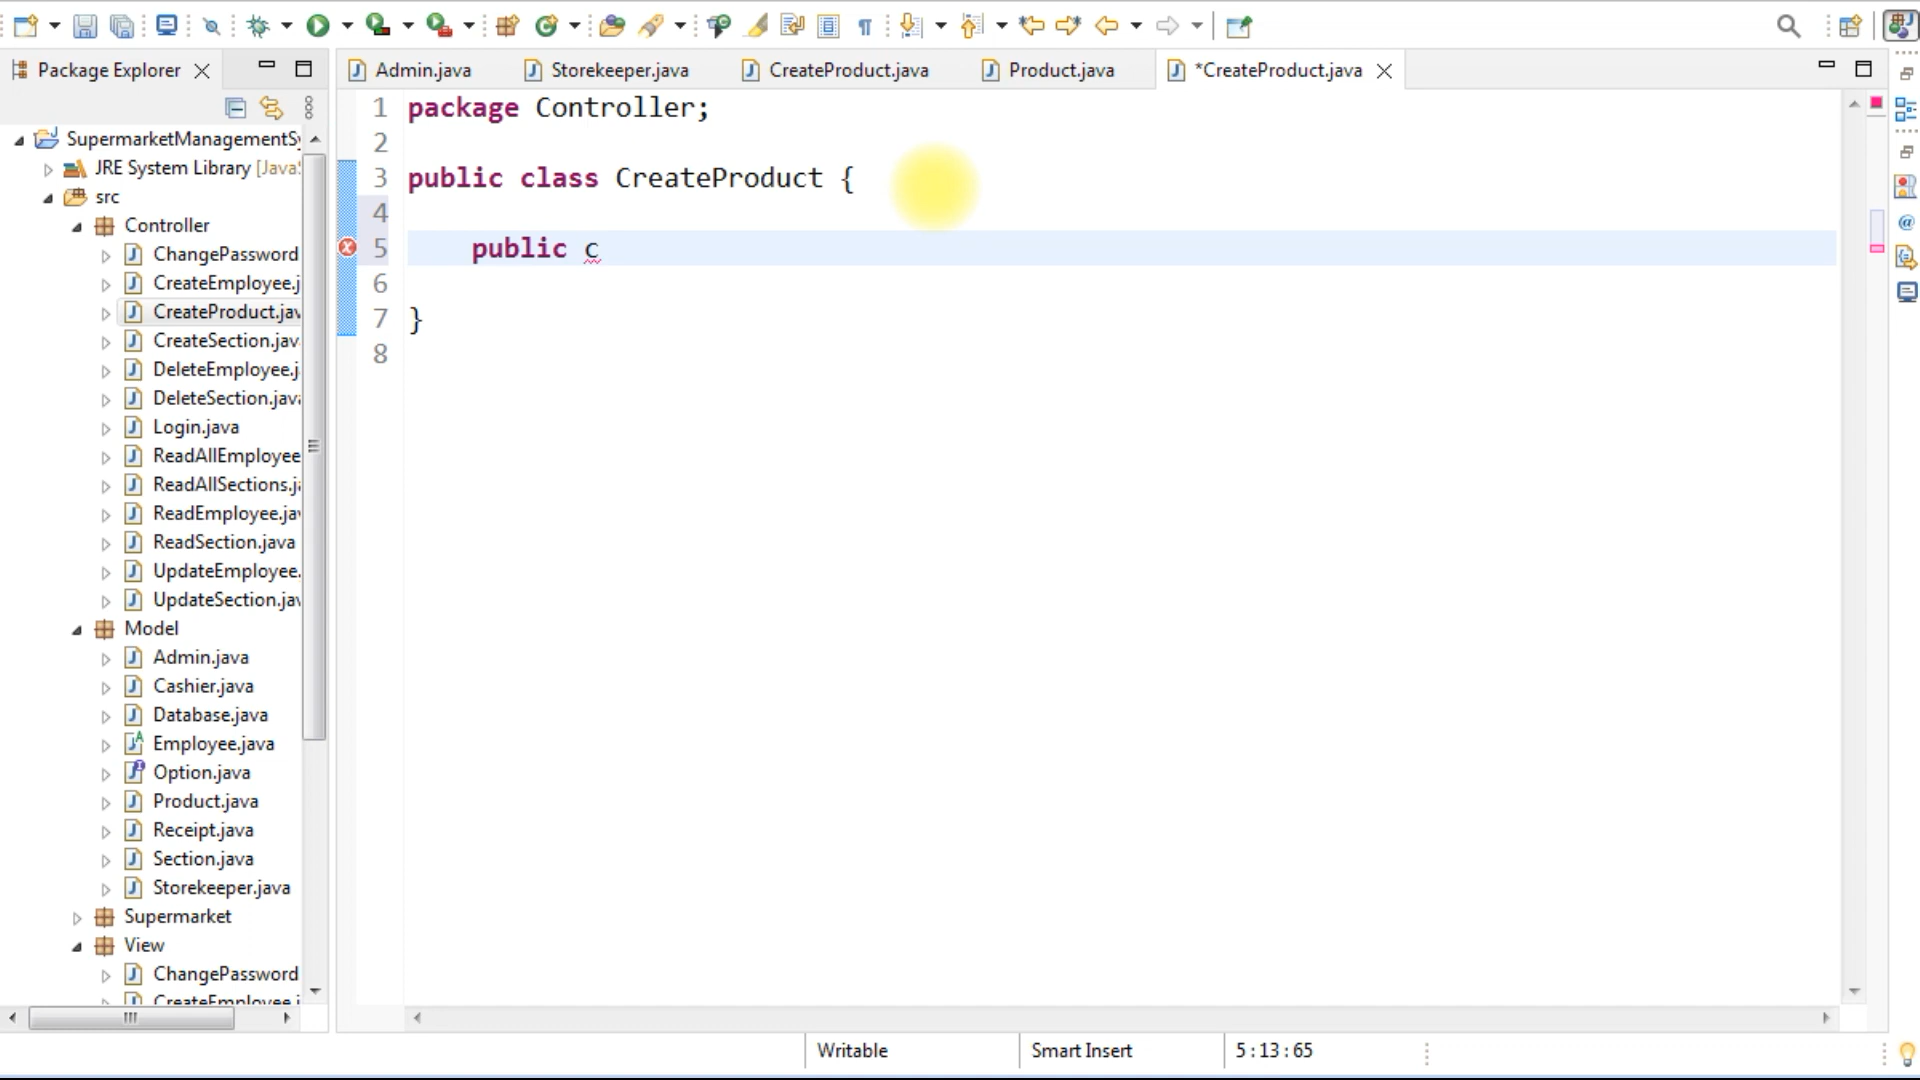 Package Explorer
Admin.java
Storekeeper.java
CreateProduct.java
Product.java
*CreateProduct.java
SupermarketManagementSy
JRE System Library [JavaS
src
Controller
ChangePassword
CreateEmployee.j
CreateProduct.jav
CreateSection.jav
DeleteEmployee.j
DeleteSection.java
Login.java
ReadAllEmployee
ReadAllSections.ja
ReadEmployee.jav
ReadSection.java
UpdateEmployee.
UpdateSection.jav
Model
Admin.java
Cashier.java
Database.java
Employee.java
Option.java
Product.java
Receipt.java
Section.java
Storekeeper.java
Supermarket
View
ChangePassword
CreateEmployee.j
1 package Controller;
2
3 public class CreateProduct {
4
5 public c
6
7 }
8
Writable
Smart Insert
5 : 13 : 65